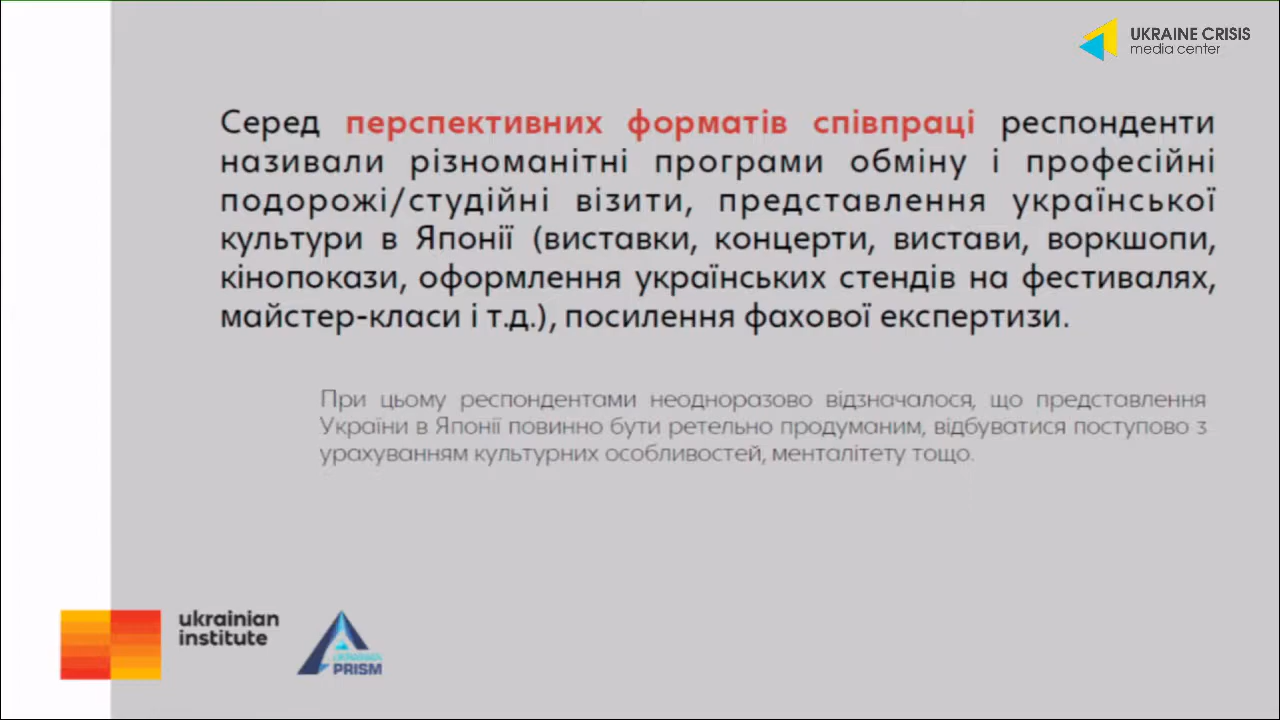 UKRAINE CRISIS
media center
Серед перспективних форматів співпраці респонденти
називали різноманітні програми обміну і професійні
подорожі/студійні візити, представлення української
культури в Японії (виставки, концерти, вистави, воркшопи,
кінопокази, оформлення українських стендів на фестивалях,
майстер-класи і т.д.), посилення фахової експертизи.
При цьому респондентами неодноразово відзначалося, що представлення
України в Японії повинно бути ретельно продуманим, відбуватися поступово з
урахуванням культурних особливостей, менталітету тощо.
ukrainian
institute
UKRAINIAN
PRISM